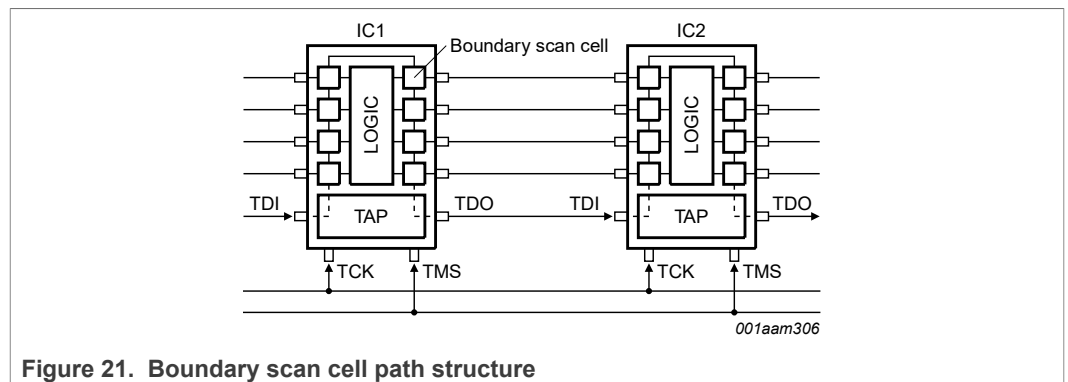 IC1
IC2
Boundary scan cell
LOGIC
LOGIC
TDI
TAP
TDO
TDI
TAP
TDO
TCK
TMS
TCK
TMS
001aam306
Figure 21. Boundary scan cell path structure